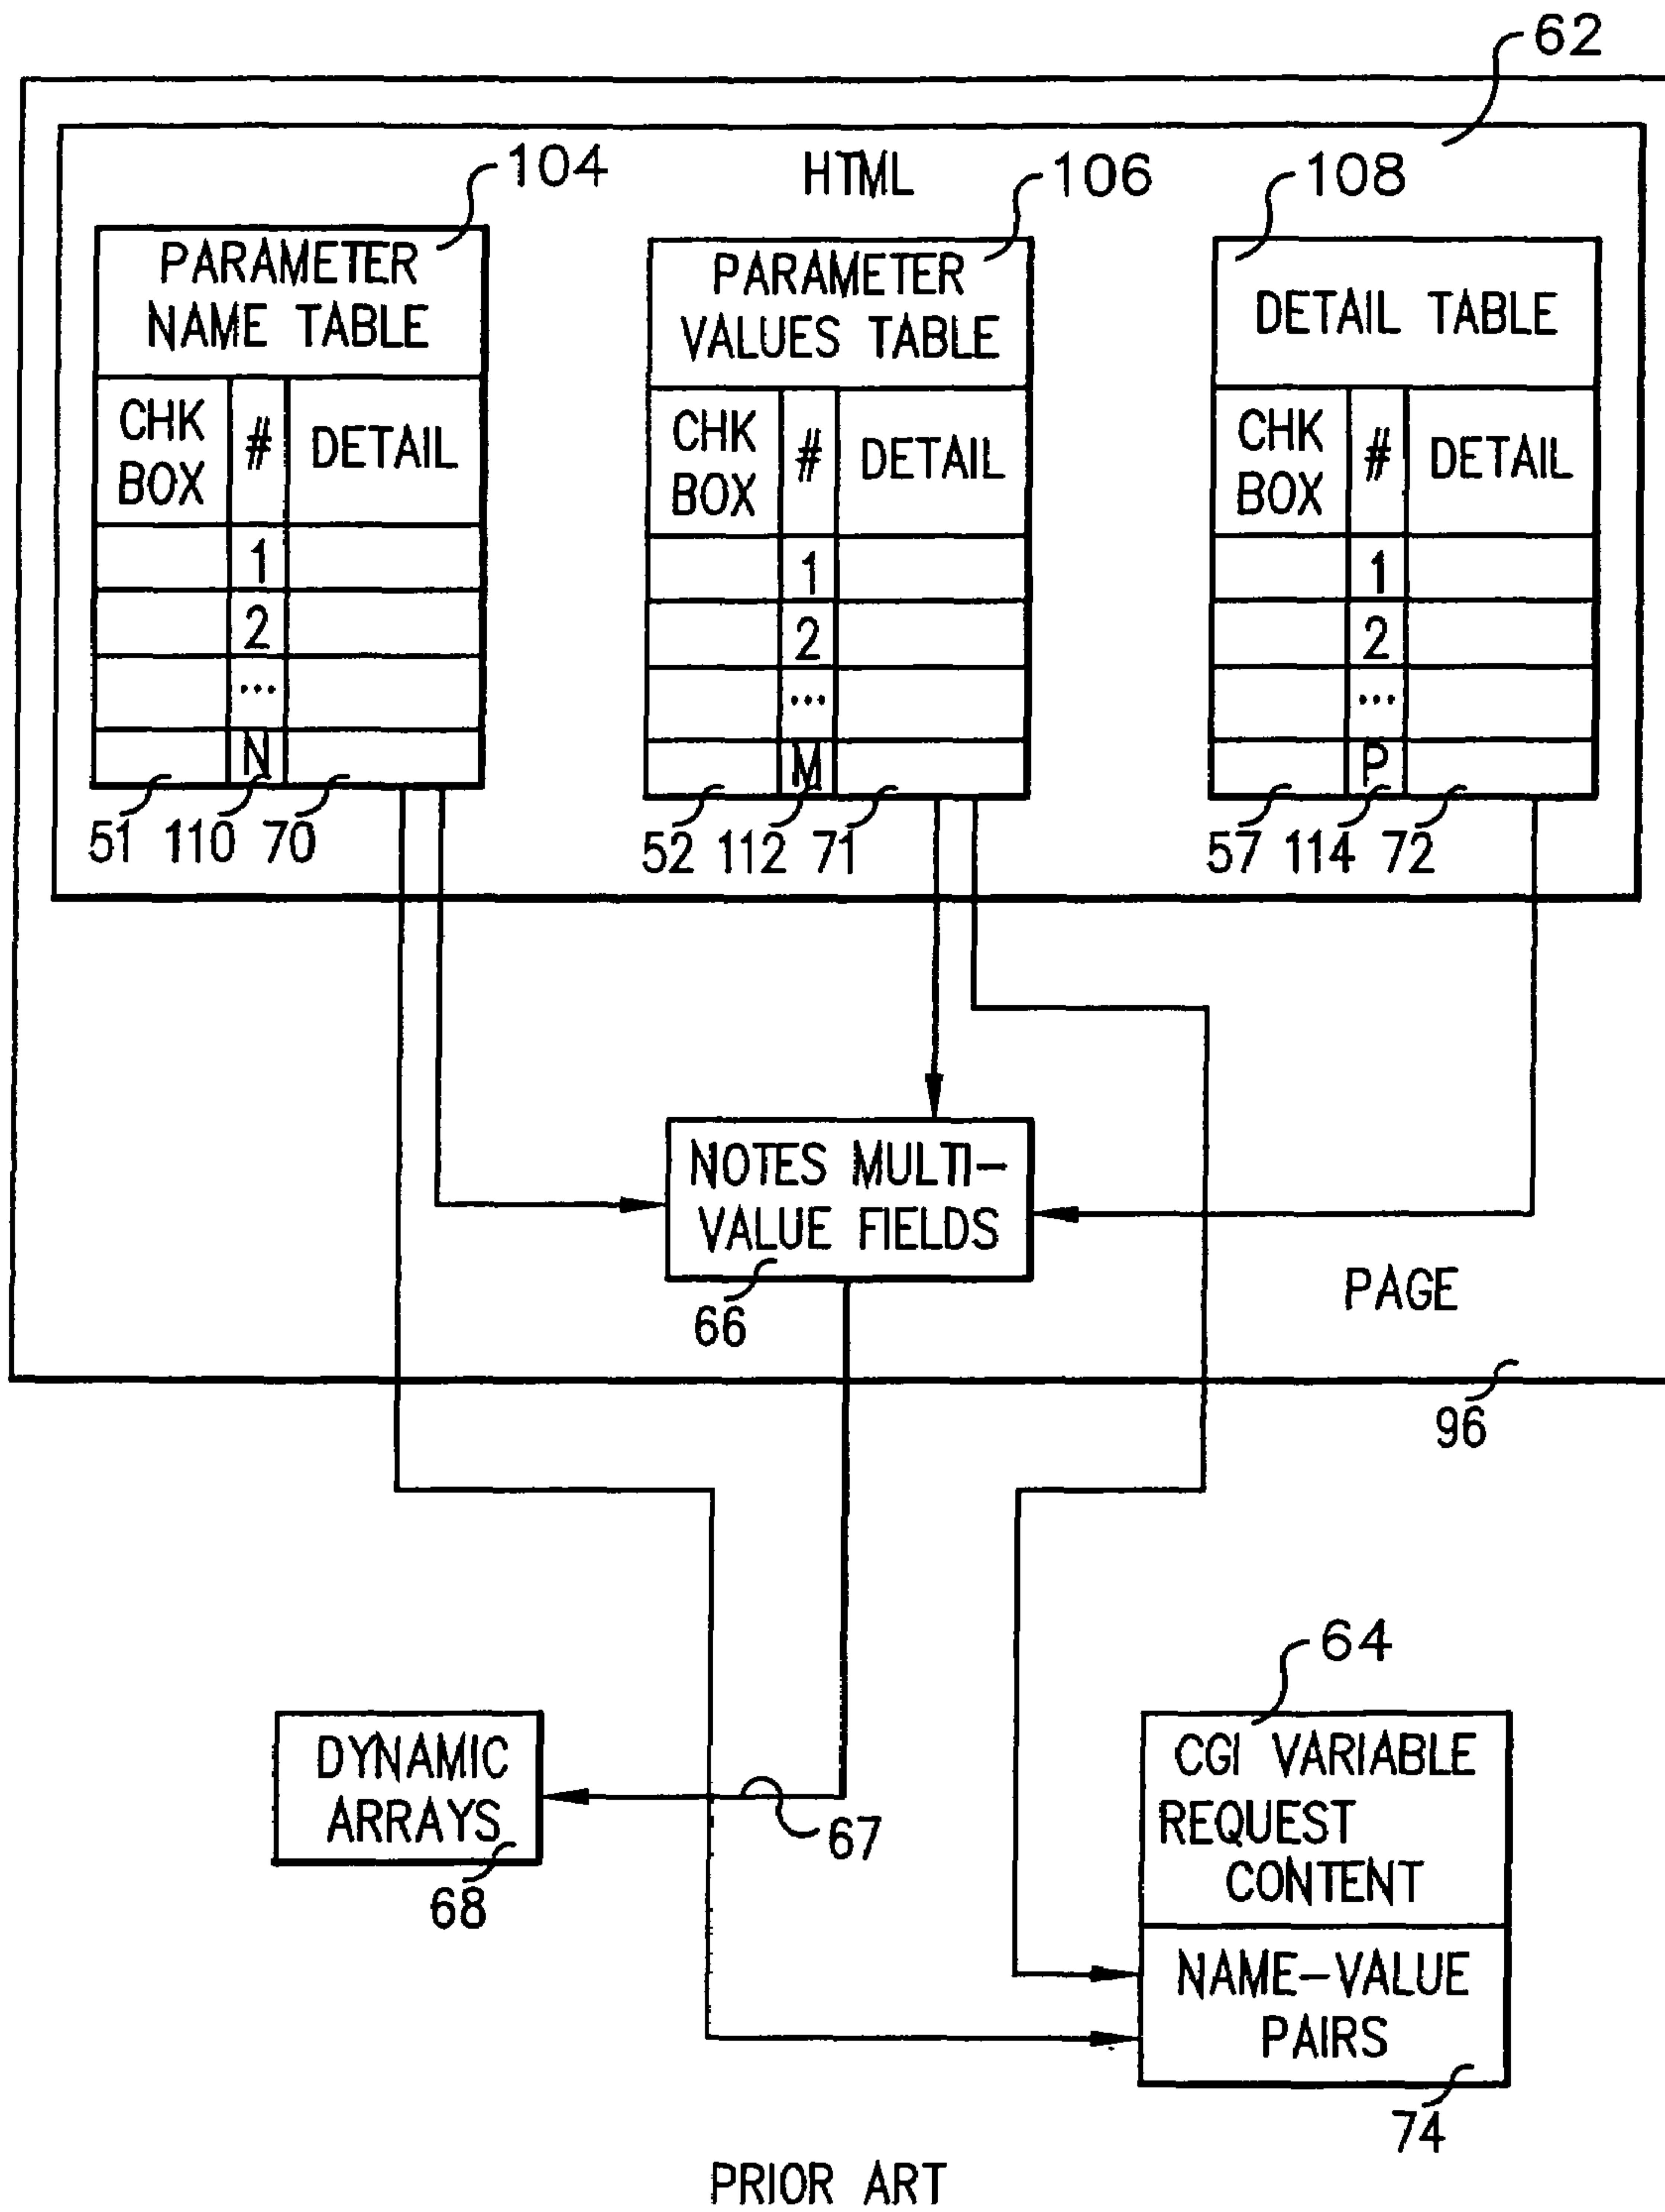 62
HTML
104
PARAMETER
NAME TABLE
CHK
BOX
#
DETAIL
1
2
...
N
51 110 70
106
PARAMETER
VALUES TABLE
CHK
BOX
#
DETAIL
1
2
...
M
52 112 71
108
DETAIL TABLE
CHK
BOX
#
DETAIL
1
2
...
P
57 114 72
NOTES MULTI-
VALUE FIELDS
66
PAGE
96
DYNAMIC
ARRAYS
68
67
64
CGI VARIABLE
REQUEST
CONTENT
NAME-VALUE
PAIRS
74
PRIOR ART